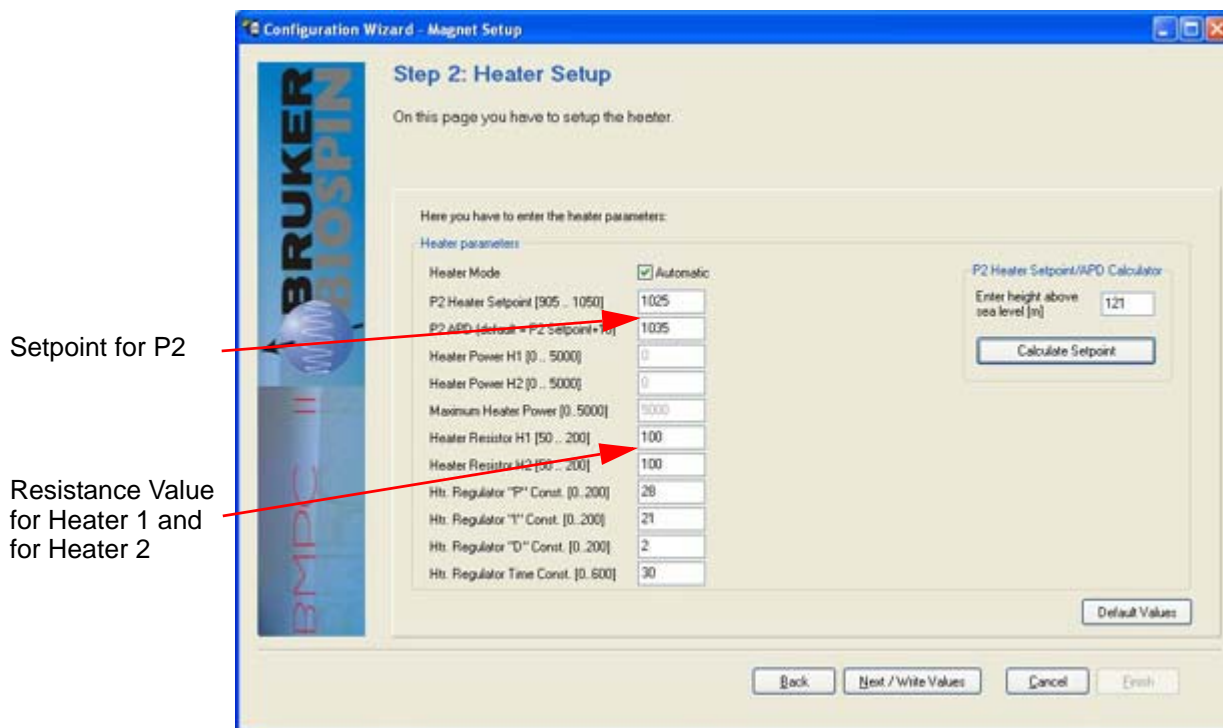 Configuration Wizard - Magnet Setup
BRUKER
BIOSPIN
BMPC II
Step 2: Heater Setup
On this page you have to setup the heater.
Here you have to enter the heater parameters:
Heater parameters
Heater Mode Automatic
P2 Heater Setpoint [905 .. 1050] 1025
P2 APD (default = P2 Setpoint+10) 1035
Heater Power H1 [0 .. 5000] 0
Heater Power H2 [0 .. 5000] 0
Maximum Heater Power [0..5000] 5000
Heater Resistor H1 [50 .. 200] 100
Heater Resistor H2 [50 .. 200] 100
Htr. Regulator "P" Const. [0..200] 28
Htr. Regulator "I" Const. [0..200] 21
Htr. Regulator "D" Const. [0..200] 2
Htr. Regulator Time Const. [0..600] 30
P2 Heater Setpoint/APD Calculator
Enter height above
sea level [m] 121
Calculate Setpoint
Default Values
Back Next / Write Values Cancel Finish
Setpoint for P2
Resistance Value
for Heater 1 and
for Heater 2